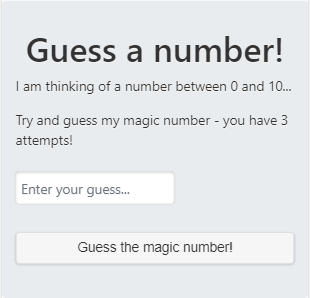 Guess a number!
I am thinking of a number between 0 and 10...
Try and guess my magic number - you have 3
attempts!
Enter your guess...
Guess the magic number!